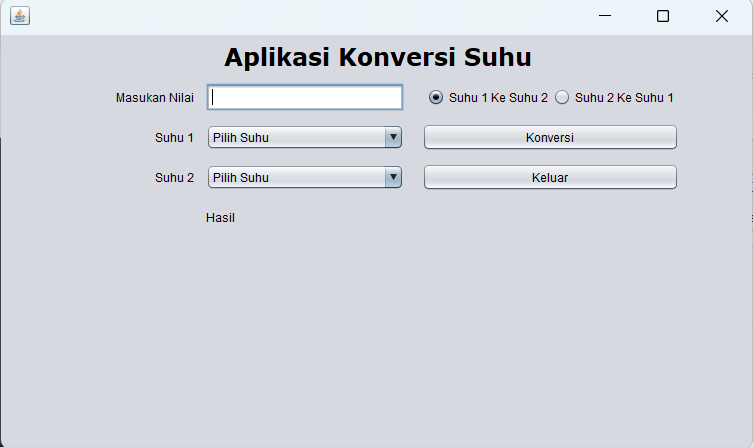 Aplikasi Konversi Suhu
Masukan Nilai
Suhu 1 Ke Suhu 2
Suhu 2 Ke Suhu 1
Suhu 1
Pilih Suhu
Konversi
Suhu 2
Pilih Suhu
Keluar
Hasil